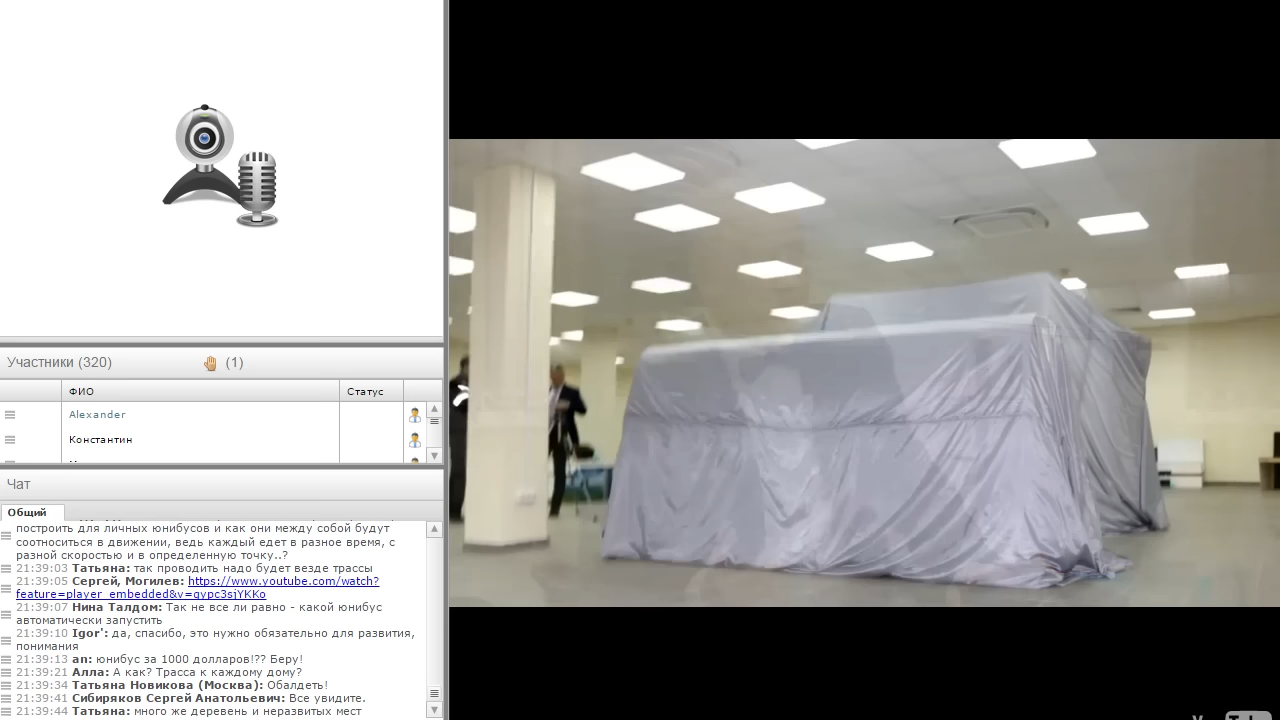 Участники (320)
(1)
ФИО
Статус
Alexander
Константин
Чат
Общий
построить для личных юнибусов и как они между собой будут
соотноситься в движении, ведь каждый едет в разное время, с
разной скоростью и в определенную точку..?
21:39:03 Татьяна: так проводить надо будет везде трассы
21:39:05 Сергей, Могилев: https://www.youtube.com/watch?
feature=player_embedded&v=qvpc3sjYKKo
21:39:07 Нина Талдом: Так не все ли равно - какой юнибус
автоматически запустить
21:39:10 Igor': да, спасибо, это нужно обязательно для развития,
понимания
21:39:13 an: юнибус за 1000 долларов!?? Беру!
21:39:21 Алла: А как? Трасса к каждому дому?
21:39:34 Татьяна Новикова (Москва): Обалдеть!
21:39:41 Сибиряков Сергей Анатольевич: Все увидите.
21:39:44 Татьяна: много же деревень и неразвитых мест